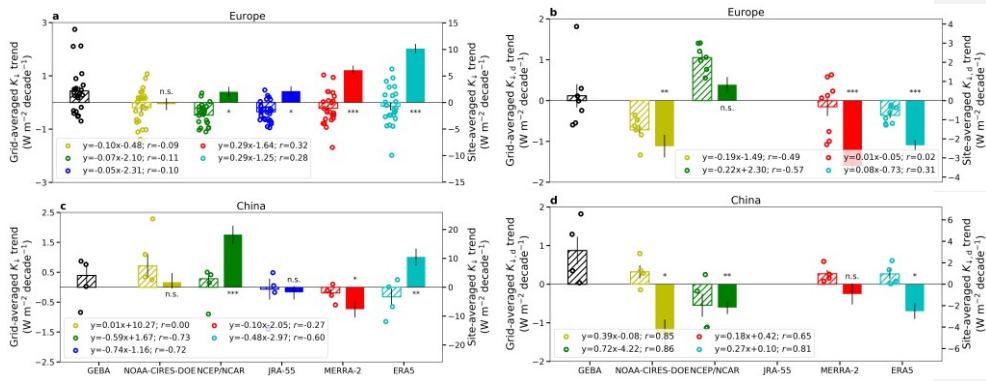 a Europe
Grid-averaged K↓ trend
(W m−2 decade−1)
3
1
−1
−3
15
10
5
0
−5
−10
−15
Site-averaged K↓ trend
(W m−2 decade−1)
n.s.
*
*
***
***
y=-0.10x-0.48; r=-0.09
y=-0.07x-2.10; r=-0.11
y=-0.05x-2.31; r=-0.10
y=0.29x-1.64; r=0.32
y=0.29x-1.25; r=0.28
b Europe
Grid-averaged K↓,d trend
(W m−2 decade−1)
2
1
0
−1
−2
4
3
2
1
0
−1
−2
−3
−4
Site-averaged K↓,d trend
(W m−2 decade−1)
**
n.s.
***
***
y=-0.19x-1.49; r=-0.49
y=-0.22x+2.30; r=-0.57
y=0.01x-0.05; r=0.02
y=0.08x-0.73; r=0.31
c China
Grid-averaged K↓ trend
(W m−2 decade−1)
2.5
1.5
0.5
−0.5
−1.5
−2.5
20
10
0
−10
−20
Site-averaged K↓ trend
(W m−2 decade−1)
n.s.
***
n.s.
*
**
y=0.01x+10.27; r=0.00
y=-0.59x+1.67; r=-0.73
y=-0.74x-1.16; r=-0.72
y=-0.10x-2.05; r=-0.27
y=-0.48x-2.97; r=-0.60
GEBA NOAA-CIRES-DOE NCEP/NCAR JRA-55 MERRA-2 ERA5
d China
Grid-averaged K↓,d trend
(W m−2 decade−1)
2
1
0
−1
−2
6
4
2
0
−2
−4
−6
Site-averaged K↓,d trend
(W m−2 decade−1)
*
**
n.s.
*
y=0.39x-0.08; r=0.85
y=0.72x-4.22; r=0.86
y=0.18x+0.42; r=0.65
y=0.27x+0.10; r=0.81
GEBA NOAA-CIRES-DOE NCEP/NCAR JRA-55 MERRA-2 ERA5